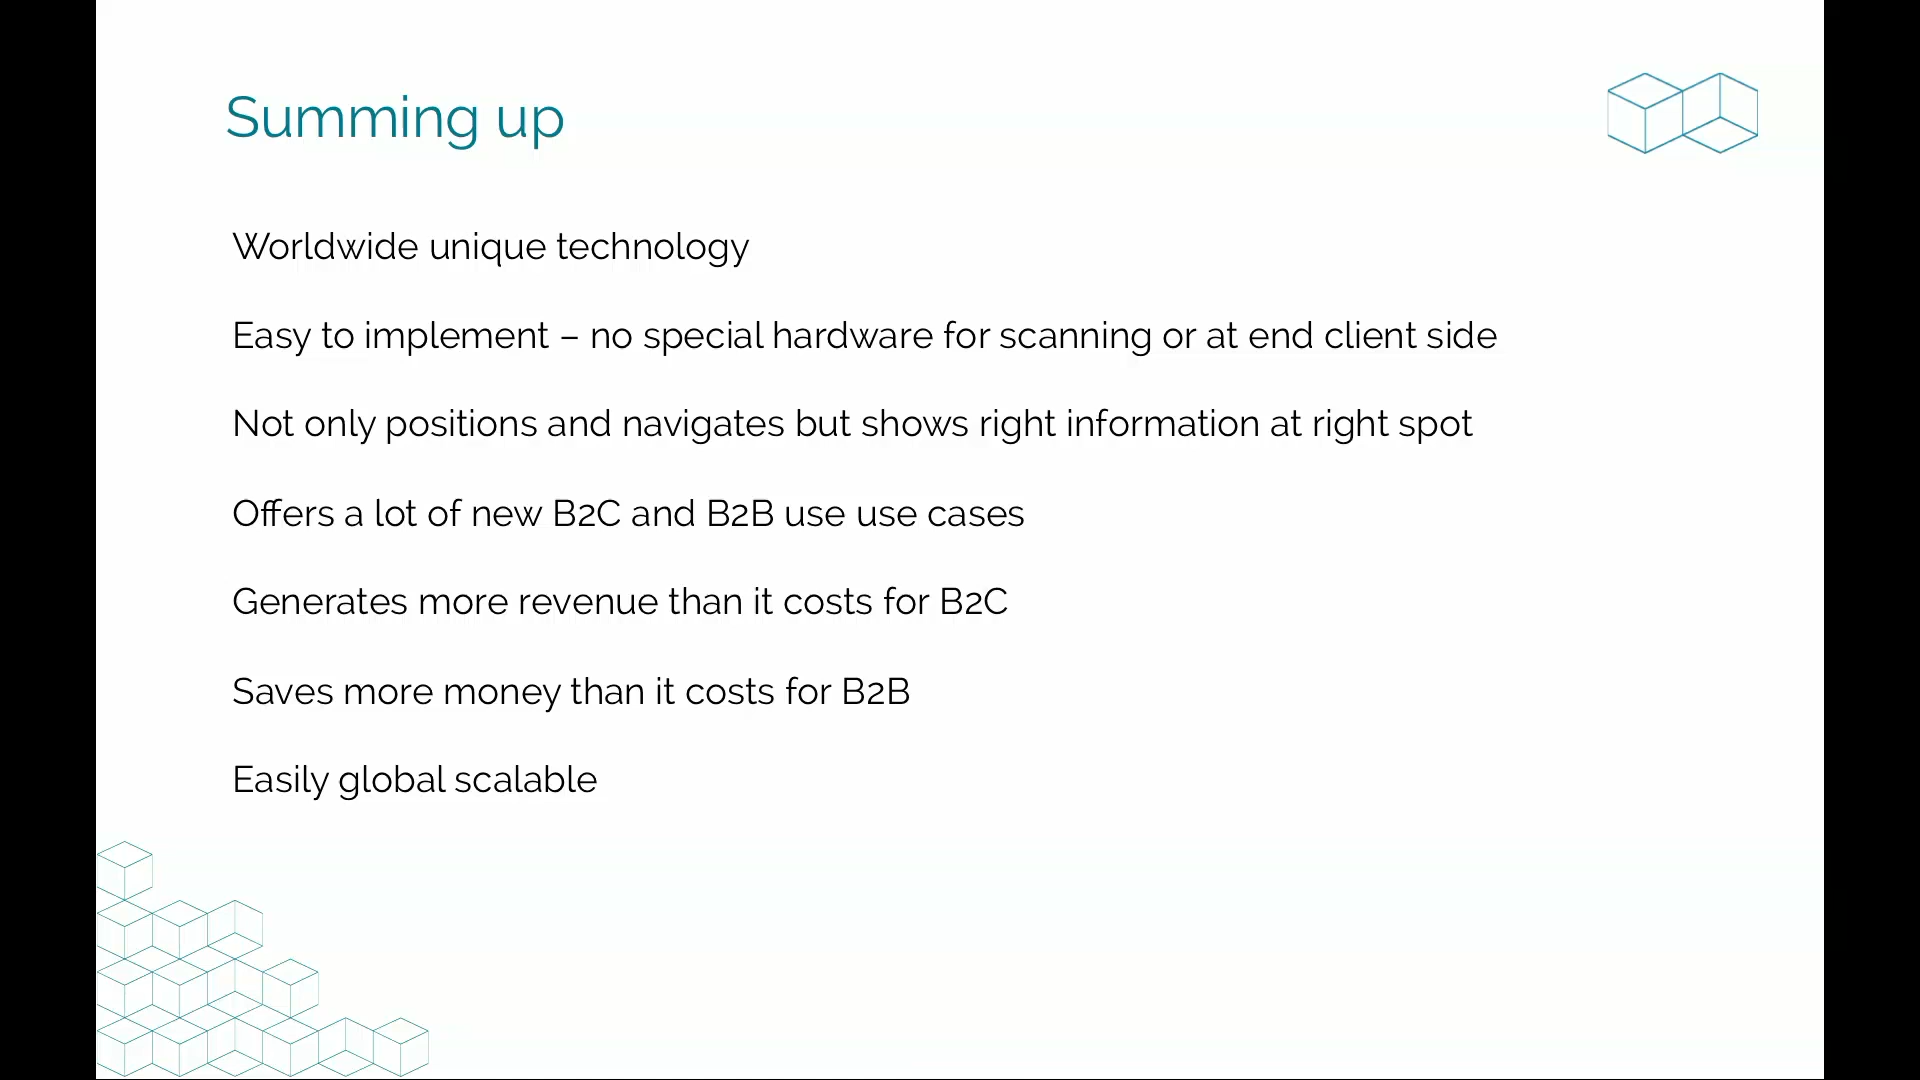 Summing up
Worldwide unique technology
Easy to implement – no special hardware for scanning or at end client side
Not only positions and navigates but shows right information at right spot
Offers a lot of new B2C and B2B use use cases
Generates more revenue than it costs for B2C
Saves more money than it costs for B2B
Easily global scalable